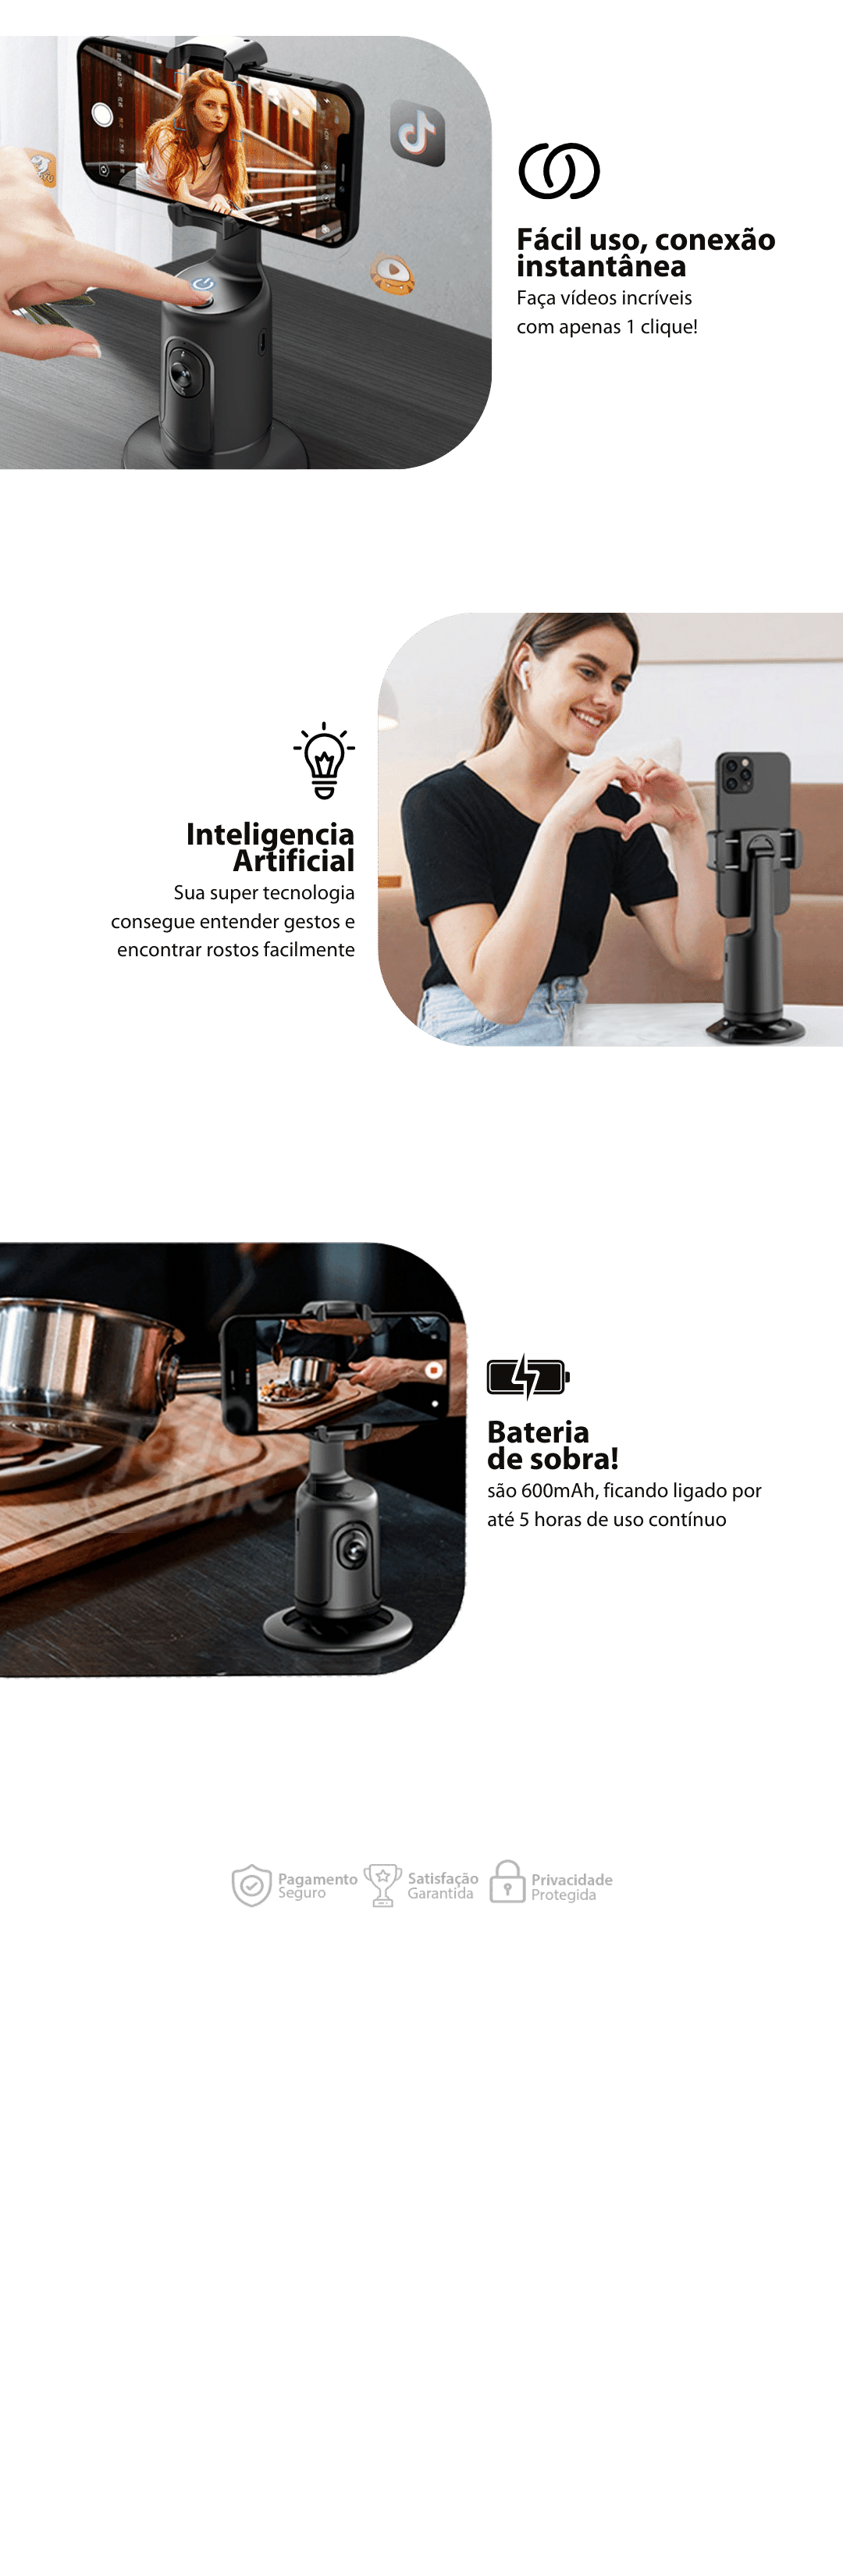 Fácil uso, conexão
instantânea
Faça vídeos incríveis
com apenas 1 clique!
Inteligencia
Artificial
Sua super tecnologia
consegue entender gestos e
encontrar rostos facilmente
Bateria
de sobra!
são 600mAh, ficando ligado por
até 5 horas de uso contínuo
Pagamento
Seguro
Satisfação
Garantida
Privacidade
Protegida